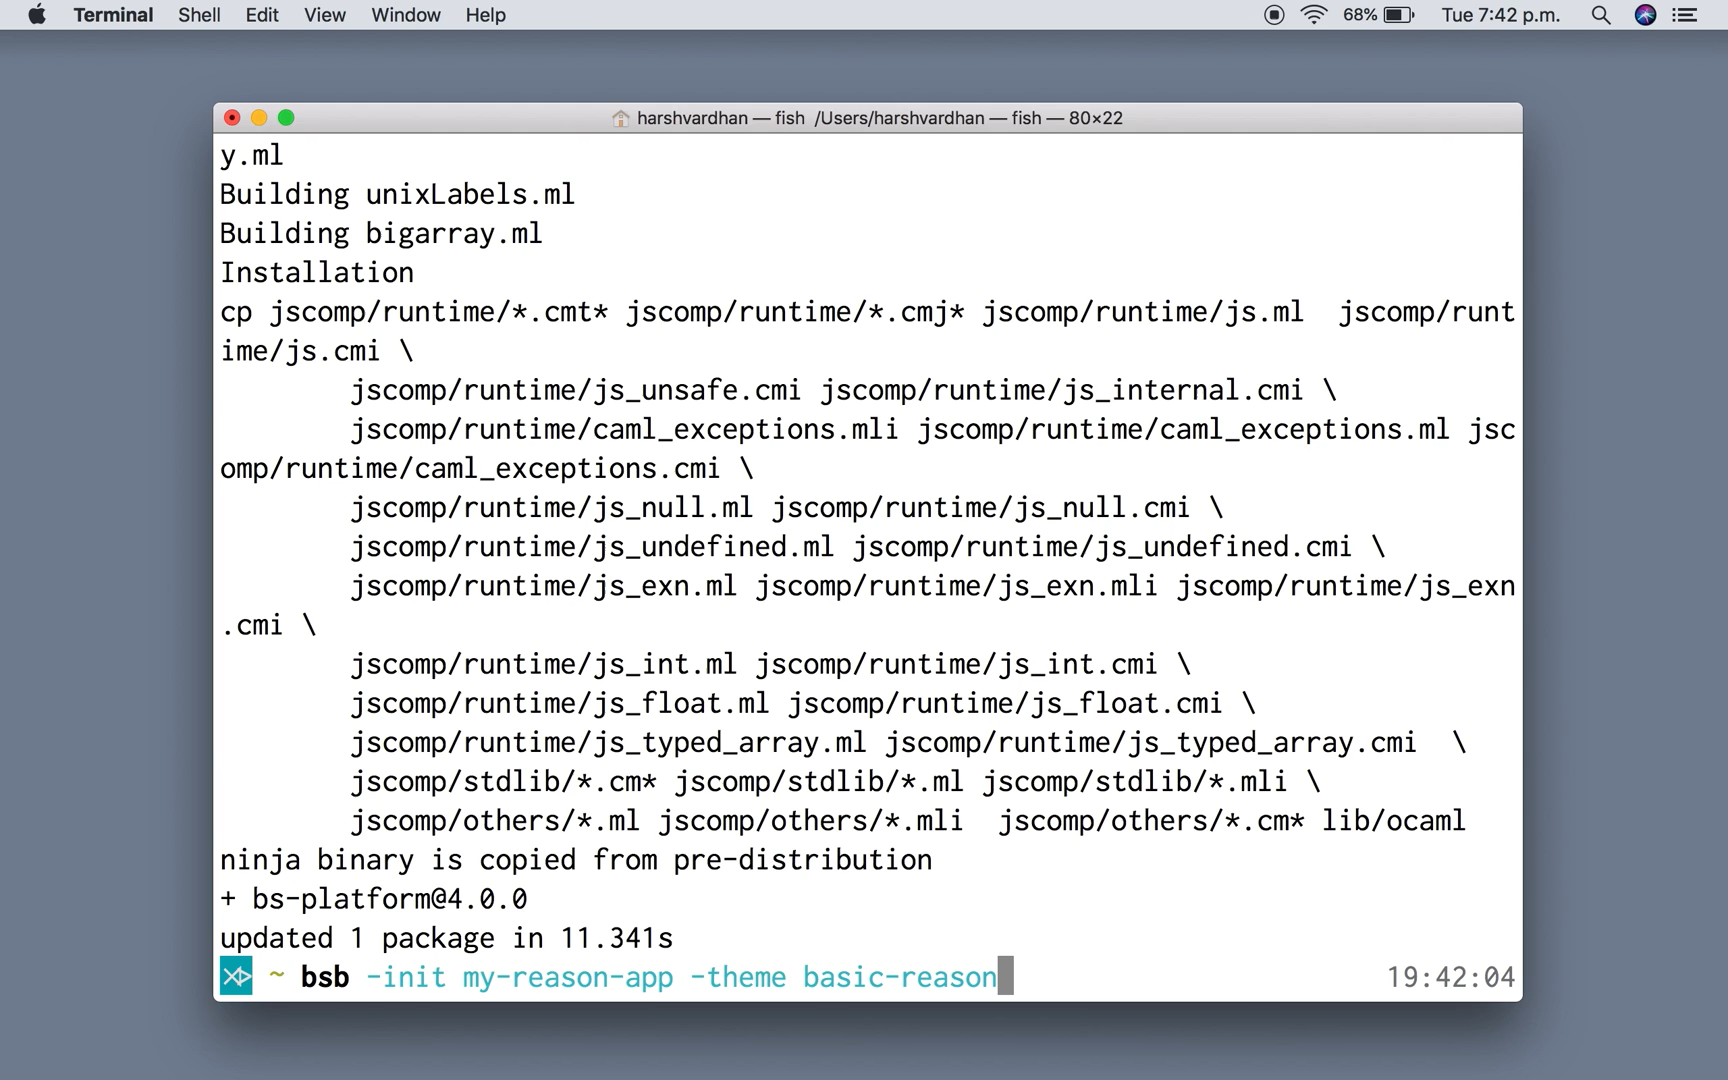 Terminal Shell Edit View Window Help 68% Tue 7:42 p.m.
harshvardhan — fish /Users/harshvardhan — fish — 80×22
y.ml
Building unixLabels.ml
Building bigarray.ml
Installation
cp jscomp/runtime/*.cmt* jscomp/runtime/*.cmj* jscomp/runtime/js.ml  jscomp/runt
ime/js.cmi \
        jscomp/runtime/js_unsafe.cmi jscomp/runtime/js_internal.cmi \
        jscomp/runtime/caml_exceptions.mli jscomp/runtime/caml_exceptions.ml jsc
omp/runtime/caml_exceptions.cmi \
        jscomp/runtime/js_null.ml jscomp/runtime/js_null.cmi \
        jscomp/runtime/js_undefined.ml jscomp/runtime/js_undefined.cmi \
        jscomp/runtime/js_exn.ml jscomp/runtime/js_exn.mli jscomp/runtime/js_exn
.cmi \
        jscomp/runtime/js_int.ml jscomp/runtime/js_int.cmi \
        jscomp/runtime/js_float.ml jscomp/runtime/js_float.cmi \
        jscomp/runtime/js_typed_array.ml jscomp/runtime/js_typed_array.cmi  \
        jscomp/stdlib/*.cm* jscomp/stdlib/*.ml jscomp/stdlib/*.mli \
        jscomp/others/*.ml jscomp/others/*.mli  jscomp/others/*.cm* lib/ocaml
ninja binary is copied from pre-distribution
+ bs-platform@4.0.0
updated 1 package in 11.341s
~ bsb -init my-reason-app -theme basic-reason 19:42:04